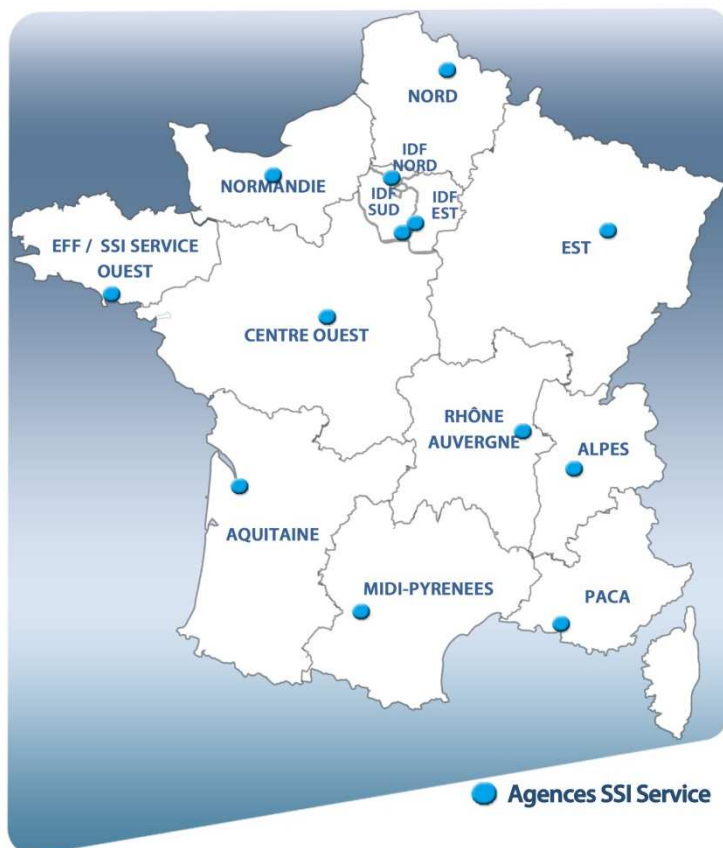 NORD
IDF
NORD
NORMANDIE
IDF
SUD
IDF
EST
EFF / SSI SERVICE
OUEST
EST
CENTRE OUEST
RHÔNE
AUVERGNE
ALPES
AQUITAINE
MIDI-PYRENEES
PACA
Agences SSI Service